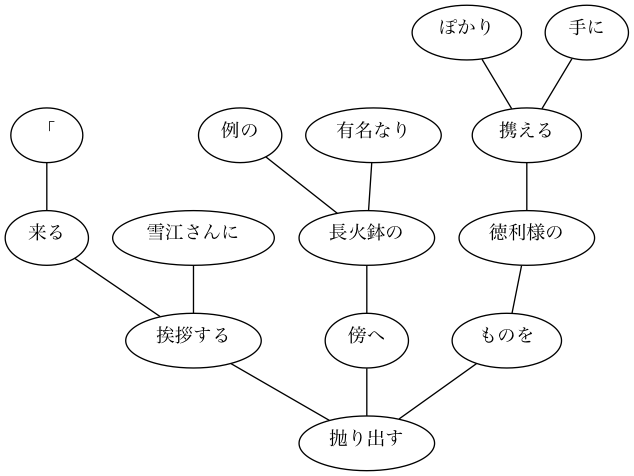 ぽかり 手に
「 例の 有名なり 携える
来る 雪江さんに 長火鉢の 徳利様の
挨拶する 傍へ ものを
抛り出す